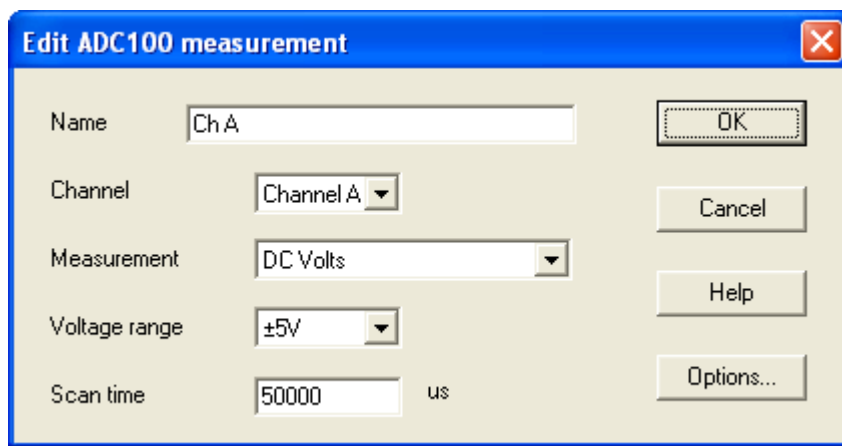 Edit ADC100 measurement
Name Ch A OK
Channel Channel A Cancel
Measurement DC Volts
Help
Voltage range ±5V
Options...
Scan time 50000 us